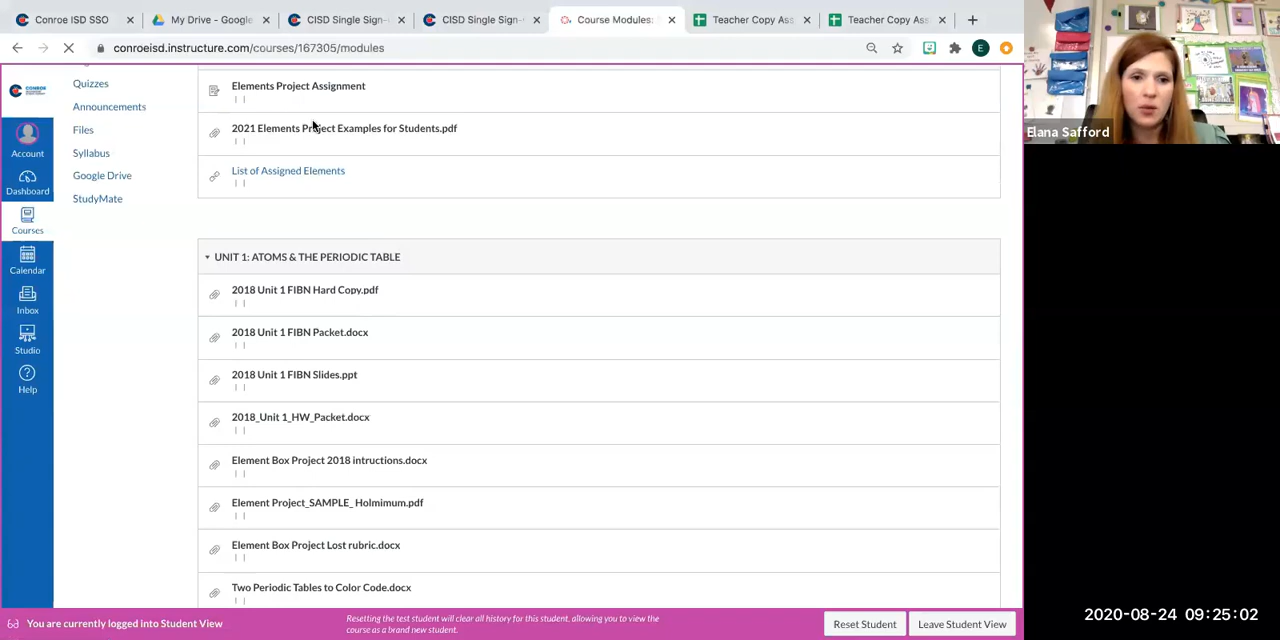 Conroe ISD SSO
My Drive - Google
CISD Single Sign-
CISD Single Sign-
Course Modules:
Teacher Copy Ass
Teacher Copy Ass
conroeisd.instructure.com/courses/167305/modules
E
Elana Safford
CONROE
Account
Dashboard
Courses
Calendar
Inbox
Studio
Help
Quizzes
Announcements
Files
Syllabus
Google Drive
StudyMate
Elements Project Assignment
2021 Elements Project Examples for Students.pdf
List of Assigned Elements
UNIT 1: ATOMS & THE PERIODIC TABLE
2018 Unit 1 FIBN Hard Copy.pdf
2018 Unit 1 FIBN Packet.docx
2018 Unit 1 FIBN Slides.ppt
2018_Unit 1_HW_Packet.docx
Element Box Project 2018 intructions.docx
Element Project_SAMPLE_ Holmimum.pdf
Element Box Project Lost rubric.docx
Two Periodic Tables to Color Code.docx
You are currently logged into Student View
Resetting the test student will clear all history for this student, allowing you to view the
course as a brand new student.
Reset Student
Leave Student View
2020-08-24 09:25:02